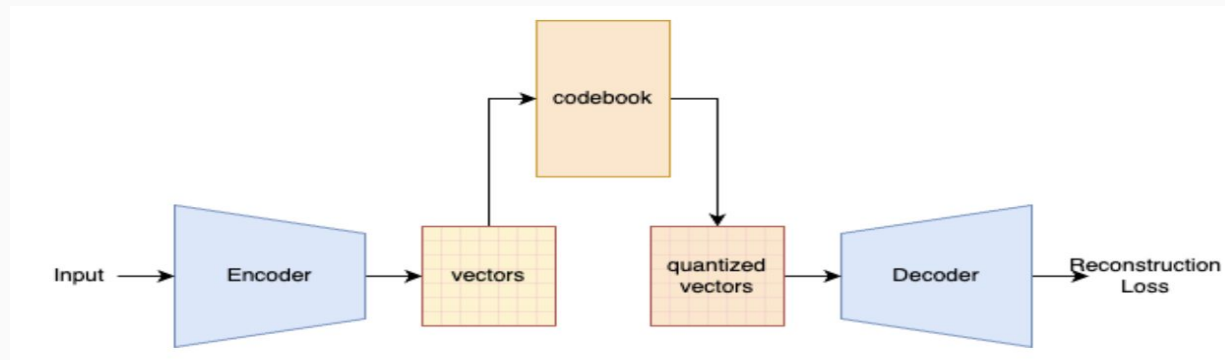 codebook
Input
Encoder
vectors
quantized
vectors
Decoder
Reconstruction
Loss